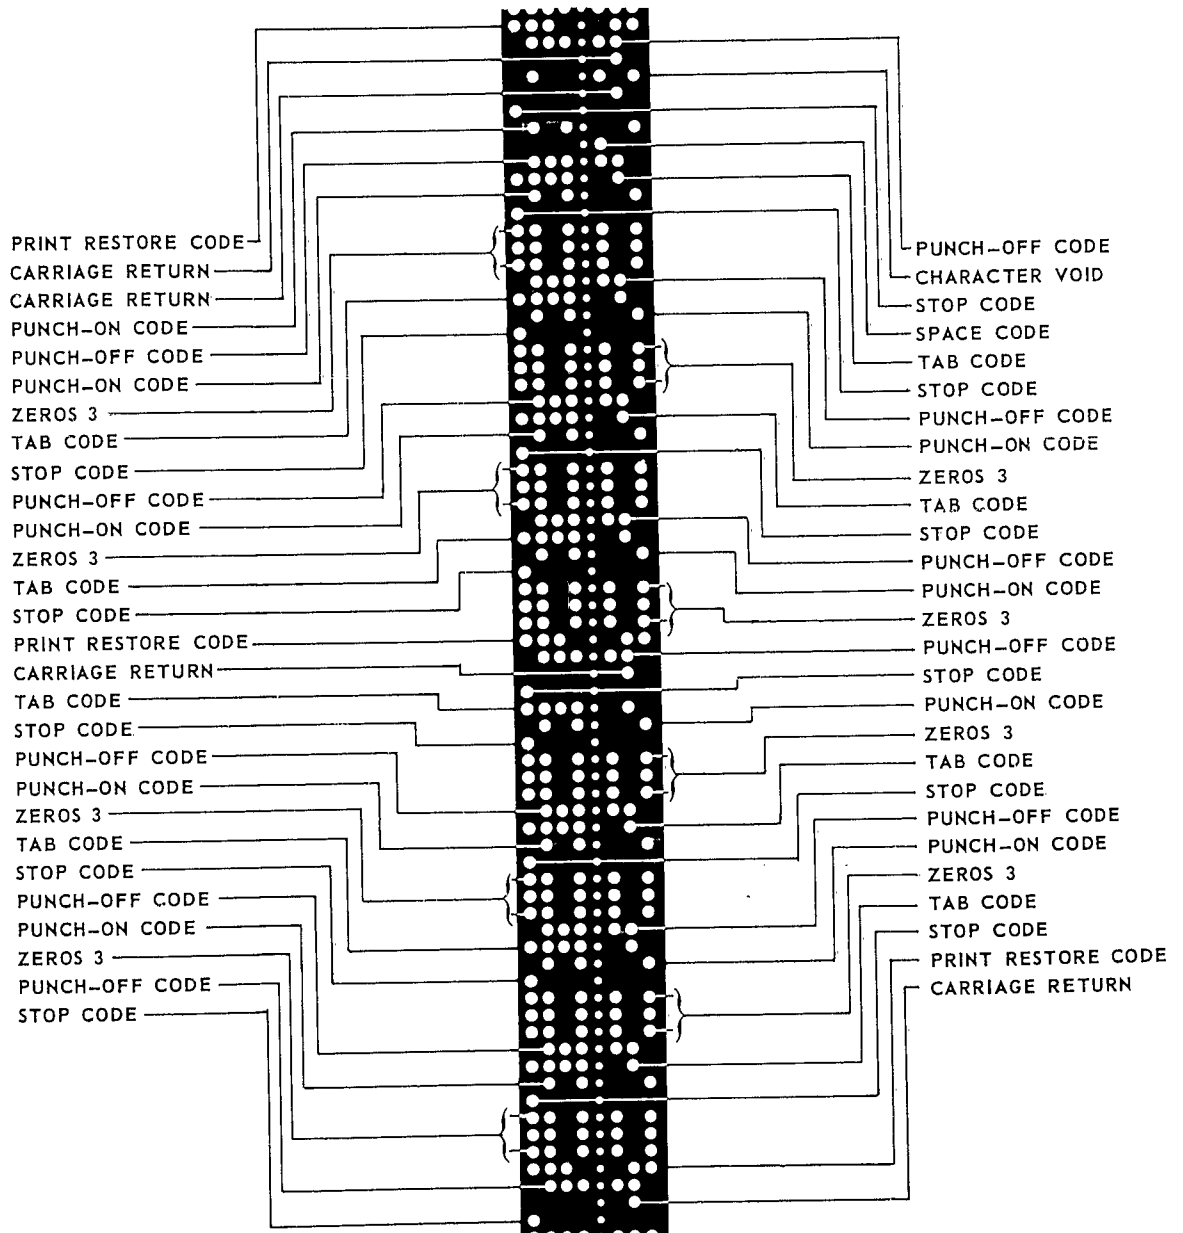 PRINT RESTORE CODE
CARRIAGE RETURN
CARRIAGE RETURN
PUNCH-ON CODE
PUNCH-OFF CODE
PUNCH-ON CODE
ZEROS 3
TAB CODE
STOP CODE
PUNCH-OFF CODE
PUNCH-ON CODE
ZEROS 3
TAB CODE
STOP CODE
PRINT RESTORE CODE
CARRIAGE RETURN
TAB CODE
STOP CODE
PUNCH-OFF CODE
PUNCH-ON CODE
ZEROS 3
TAB CODE
STOP CODE
PUNCH-OFF CODE
PUNCH-ON CODE
ZEROS 3
PUNCH-OFF CODE
STOP CODE
PUNCH-OFF CODE
CHARACTER VOID
STOP CODE
SPACE CODE
TAB CODE
STOP CODE
PUNCH-OFF CODE
PUNCH-ON CODE
ZEROS 3
TAB CODE
STOP CODE
PUNCH-OFF CODE
PUNCH-ON CODE
ZEROS 3
PUNCH-OFF CODE
STOP CODE
PUNCH-ON CODE
ZEROS 3
TAB CODE
STOP CODE
PUNCH-OFF CODE
PUNCH-ON CODE
ZEROS 3
TAB CODE
STOP CODE
PRINT RESTORE CODE
CARRIAGE RETURN